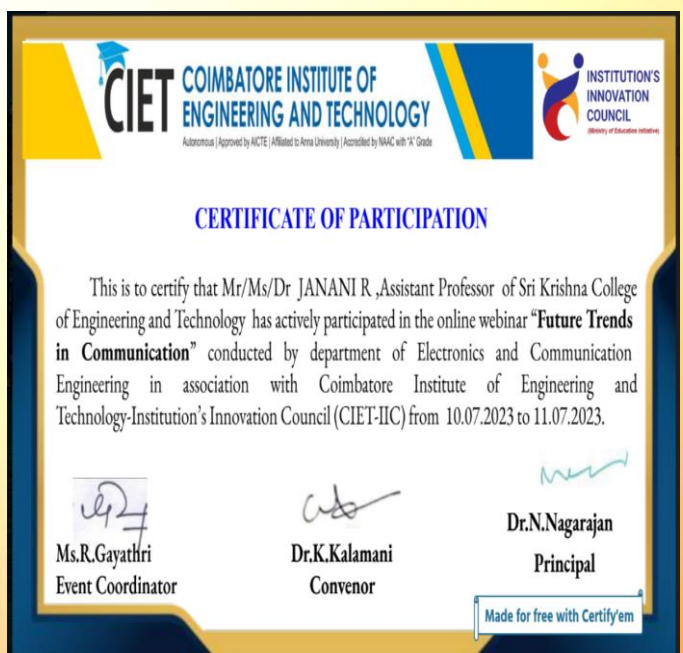 CIET COIMBATORE INSTITUTE OF
ENGINEERING AND TECHNOLOGY
Autonomous | Approved by AICTE | Affiliated to Anna University | Accredited by NAAC with "A" Grade
INSTITUTION'S
INNOVATION
COUNCIL
(Ministry of Education Initiative)
CERTIFICATE OF PARTICIPATION
This is to certify that Mr/Ms/Dr JANANI R ,Assistant Professor of Sri Krishna College
of Engineering and Technology has actively participated in the online webinar "Future Trends
in Communication" conducted by department of Electronics and Communication
Engineering in association with Coimbatore Institute of Engineering and
Technology-Institution's Innovation Council (CIET-IIC) from 10.07.2023 to 11.07.2023.
Ms.R.Gayathri
Event Coordinator
Dr.K.Kalamani
Convenor
Dr.N.Nagarajan
Principal
Made for free with Certify'em